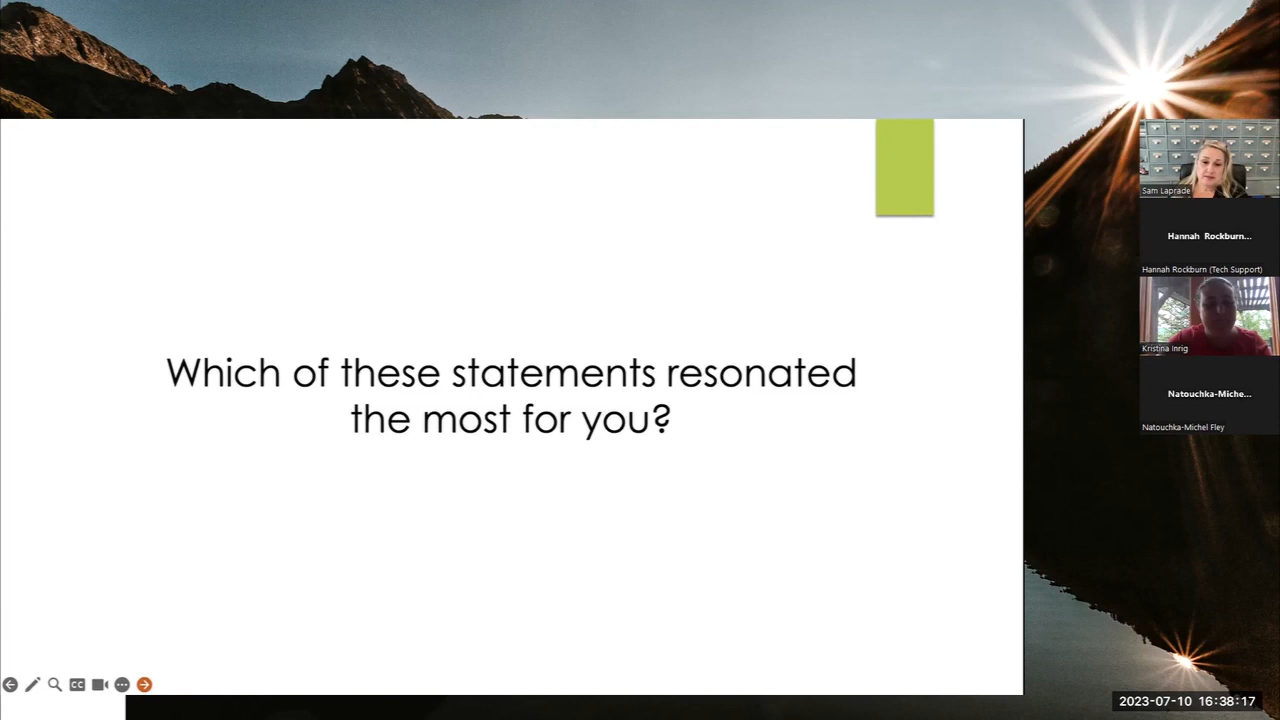 Which of these statements resonated
the most for you?
Sam Laprade
Hannah Rockburn...
Hannah Rockburn (Tech Support)
Kristina Inrig
Natouchka-Miche...
Natouchka-Michel Fley
CC
2023-07-10 16:38:17